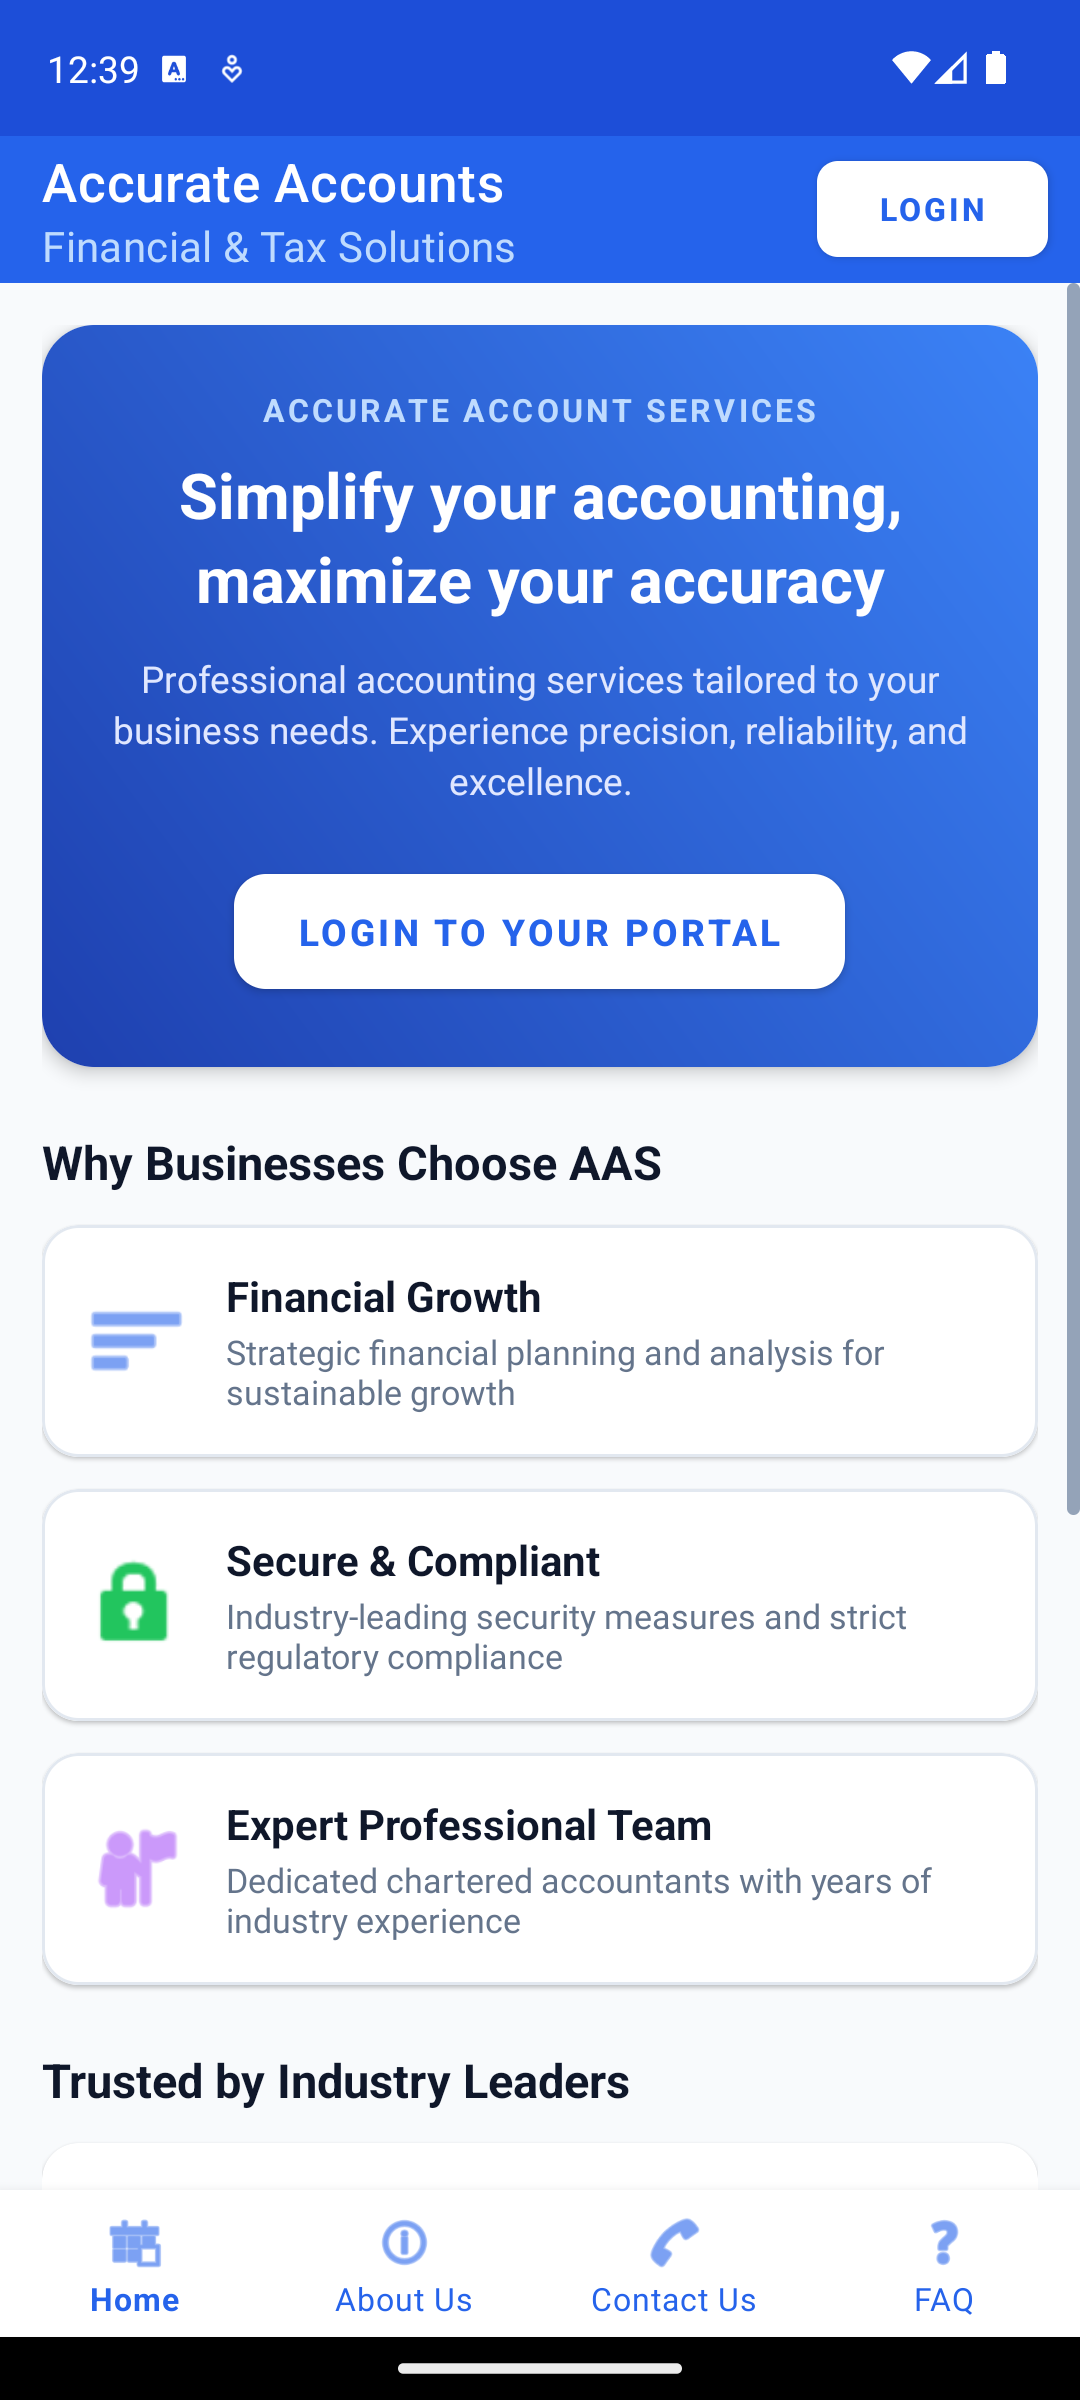 12:39
Accurate Accounts
Financial & Tax Solutions
LOGIN
ACCURATE ACCOUNT SERVICES
Simplify your accounting,
maximize your accuracy
Professional accounting services tailored to your
business needs. Experience precision, reliability, and
excellence.
LOGIN TO YOUR PORTAL
Why Businesses Choose AAS
Financial Growth
Strategic financial planning and analysis for
sustainable growth
Secure & Compliant
Industry-leading security measures and strict
regulatory compliance
Expert Professional Team
Dedicated chartered accountants with years of
industry experience
Trusted by Industry Leaders
Home
About Us
Contact Us
FAQ